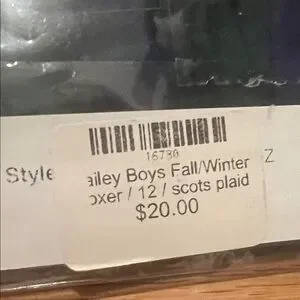 16730
Style
ailey Boys Fall/Winter
oxer / 12 / scots plaid
$20.00
Z